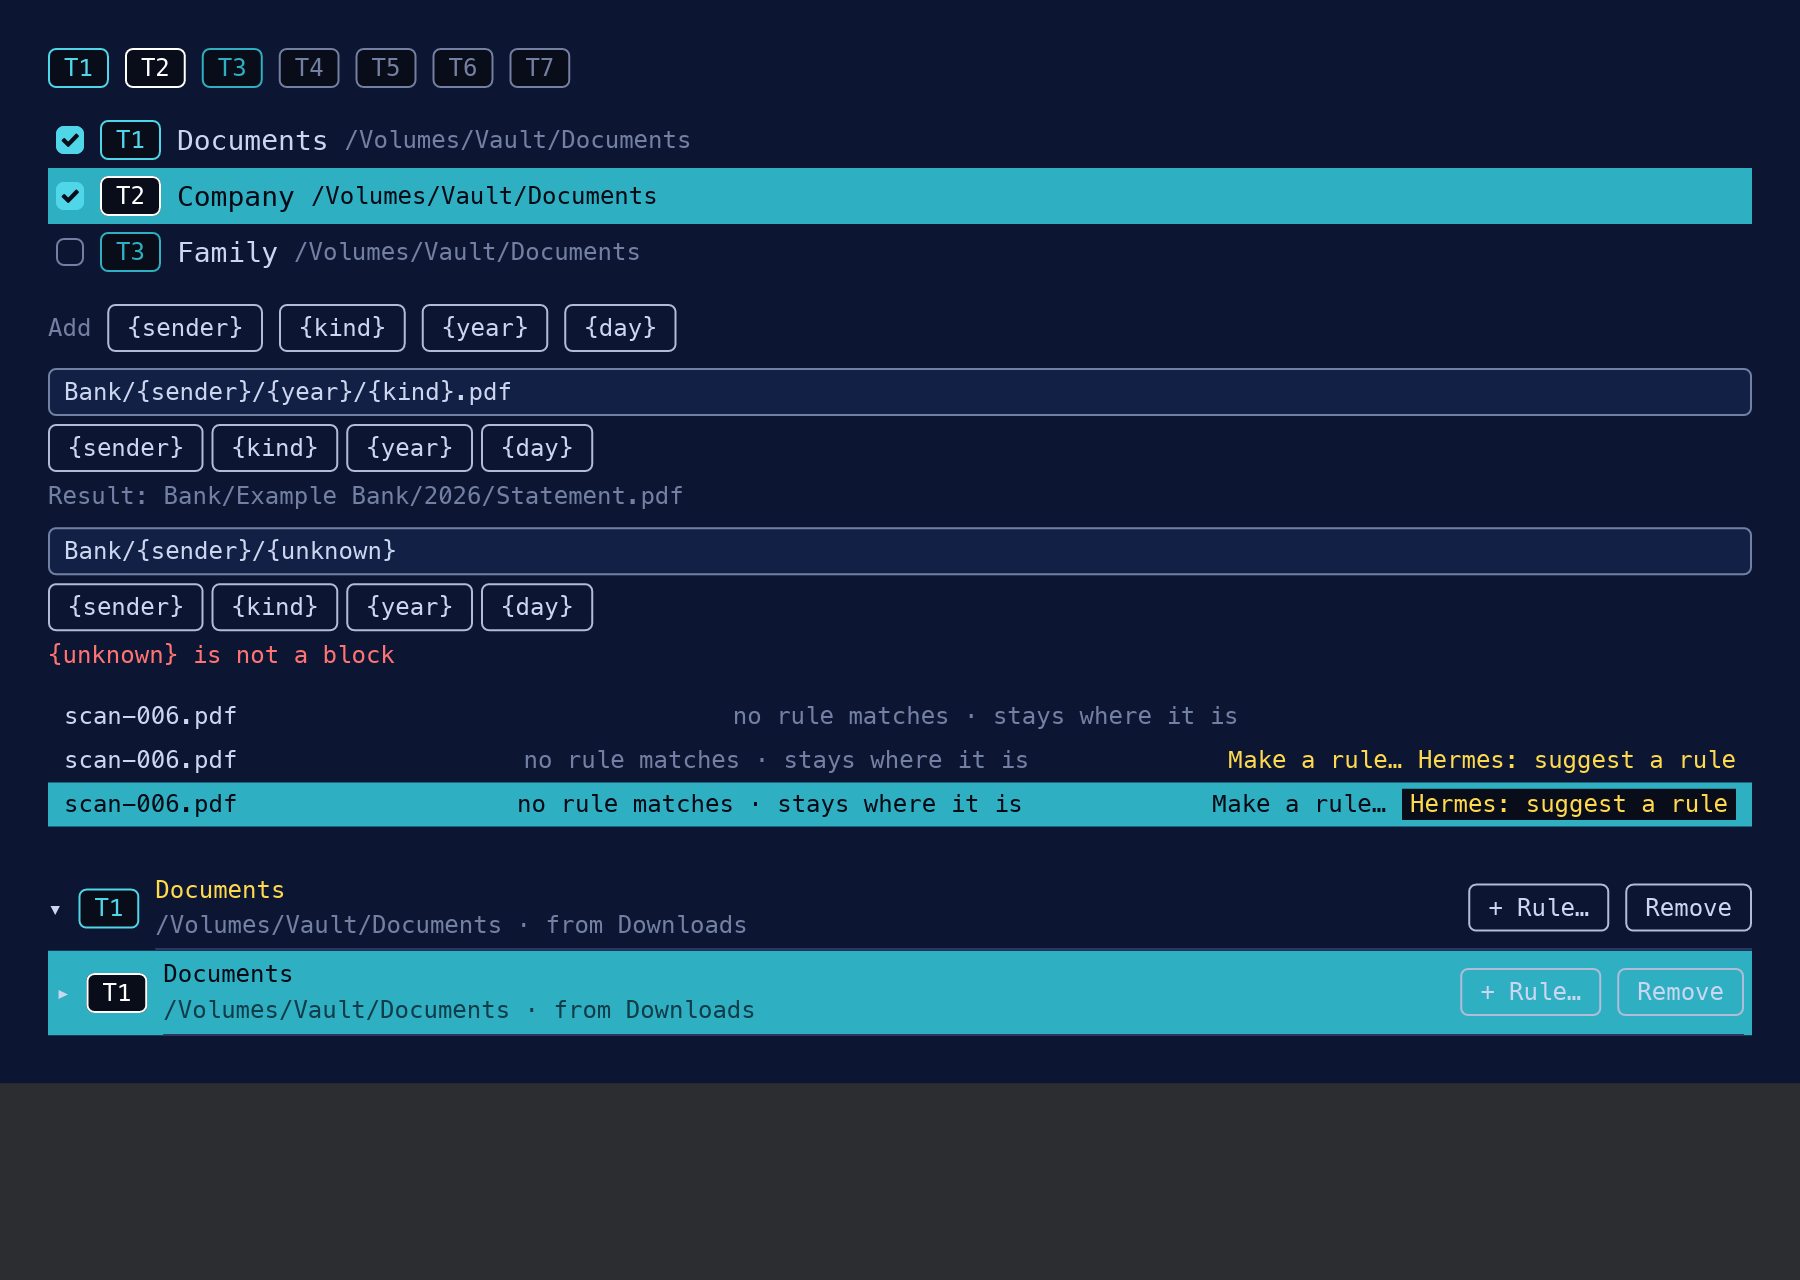 T1 T2 T3 T4 T5 T6 T7
T1 Documents /Volumes/Vault/Documents
T2 Company /Volumes/Vault/Documents
T3 Family /Volumes/Vault/Documents
Add {sender} {kind} {year} {day}
Bank/{sender}/{year}/{kind}.pdf
{sender} {kind} {year} {day}
Result: Bank/Example Bank/2026/Statement.pdf
Bank/{sender}/{unknown}
{sender} {kind} {year} {day}
{unknown} is not a block
scan-006.pdf no rule matches · stays where it is
scan-006.pdf no rule matches · stays where it is Make a rule… Hermes: suggest a rule
scan-006.pdf no rule matches · stays where it is Make a rule… Hermes: suggest a rule
▾ T1 Documents + Rule… Remove
/Volumes/Vault/Documents · from Downloads
▸ T1 Documents + Rule… Remove
/Volumes/Vault/Documents · from Downloads